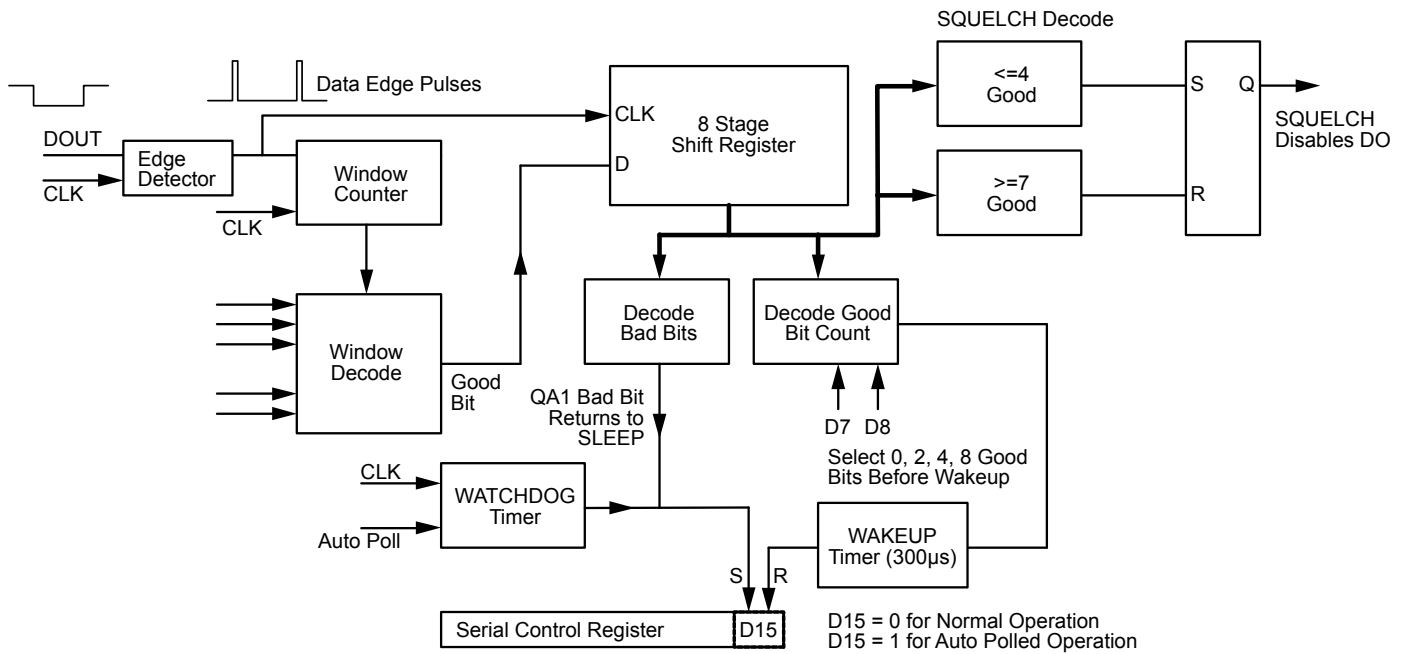 SQUELCH Decode
Data Edge Pulses
<=4
Good
S
Q
SQUELCH
Disables DO
CLK
8 Stage
Shift Register
D
DOUT
CLK
Edge
Detector
Window
Counter
CLK
>=7
Good
R
Window
Decode
Good
Bit
Decode
Bad Bits
Decode Good
Bit Count
QA1 Bad Bit
Returns to
SLEEP
D7 D8
Select 0, 2, 4, 8 Good
Bits Before Wakeup
CLK
Auto Poll
WATCHDOG
Timer
WAKEUP
Timer (300µs)
S
R
Serial Control Register
D15
D15 = 0 for Normal Operation
D15 = 1 for Auto Polled Operation